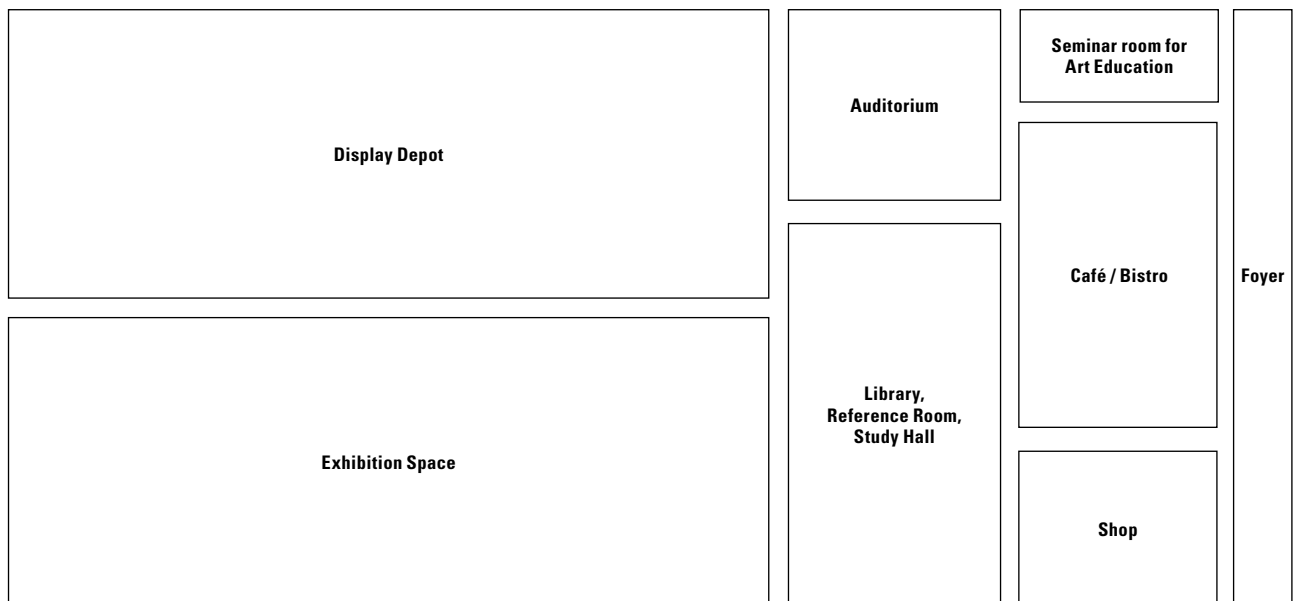 Display Depot
Exhibition Space
Auditorium
Library,
Reference Room,
Study Hall
Seminar room for
Art Education
Café / Bistro
Shop
Foyer